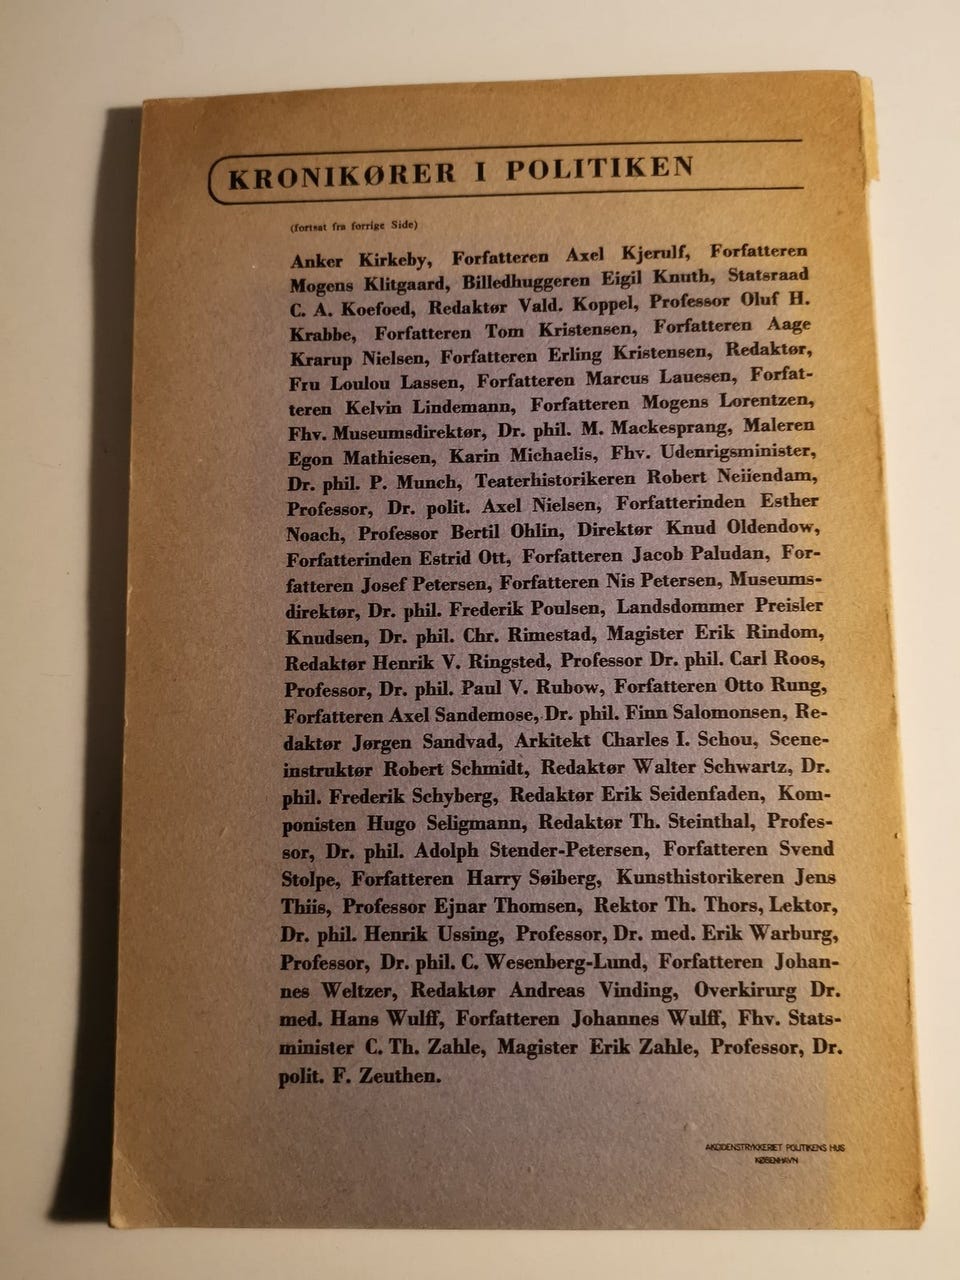 KRONIKØRER I POLITIKEN
(fortsat fra forrige Side)
Anker Kirkeby, Forfatteren Axel Kjerulf, Forfatteren
Mogens Klitgaard, Billedhuggeren Eigil Knuth, Statsraad
C. A. Koefoed, Redaktør Vald. Koppel, Professor Oluf H.
Krabbe, Forfatteren Tom Kristensen, Forfatteren Aage
Krarup Nielsen, Forfatteren Erling Kristensen, Redaktør,
Fru Loulou Lassen, Forfatteren Marcus Lauesen, Forfat-
teren Kelvin Lindemann, Forfatteren Mogens Lorentzen,
Fhv. Museumsdirektør, Dr. phil. M. Mackesprang, Maleren
Egon Mathiesen, Karin Michaelis, Fhv. Udenrigsminister,
Dr. phil. P. Munch, Teaterhistorikeren Robert Neiiendam,
Professor, Dr. polit. Axel Nielsen, Forfatterinden Esther
Noach, Professor Bertil Ohlin, Direktør Knud Oldendow,
Forfatterinden Estrid Ott, Forfatteren Jacob Paludan, For-
fatteren Josef Petersen, Forfatteren Nis Petersen, Museums-
direktør, Dr. phil. Frederik Poulsen, Landsdommer Preisler
Knudsen, Dr. phil. Chr. Rimestad, Magister Erik Rindom,
Redaktør Henrik V. Ringsted, Professor Dr. phil. Carl Roos,
Professor, Dr. phil. Paul V. Rubow, Forfatteren Otto Rung,
Forfatteren Axel Sandemose, Dr. phil. Finn Salomonsen, Re-
daktør Jørgen Sandvad, Arkitekt Charles I. Schou, Scene-
instruktør Robert Schmidt, Redaktør Walter Schwartz, Dr.
phil. Frederik Schyberg, Redaktør Erik Seidenfaden, Kom-
ponisten Hugo Seligmann, Redaktør Th. Steinthal, Profes-
sor, Dr. phil. Adolph Stender-Petersen, Forfatteren Svend
Stolpe, Forfatteren Harry Søiberg, Kunsthistorikeren Jens
Thiis, Professor Ejnar Thomsen, Rektor Th. Thors, Lektor,
Dr. phil. Henrik Ussing, Professor, Dr. med. Erik Warburg,
Professor, Dr. phil. C. Wesenberg-Lund, Forfatteren Johan-
nes Weltzer, Redaktør Andreas Vinding, Overkirurg Dr.
med. Hans Wulff, Forfatteren Johannes Wulff, Fhv. Stats-
minister C. Th. Zahle, Magister Erik Zahle, Professor, Dr.
polit. F. Zeuthen.
AKCIDENSTRYKKERIET POLITIKENS HUS
KØBENHAVN